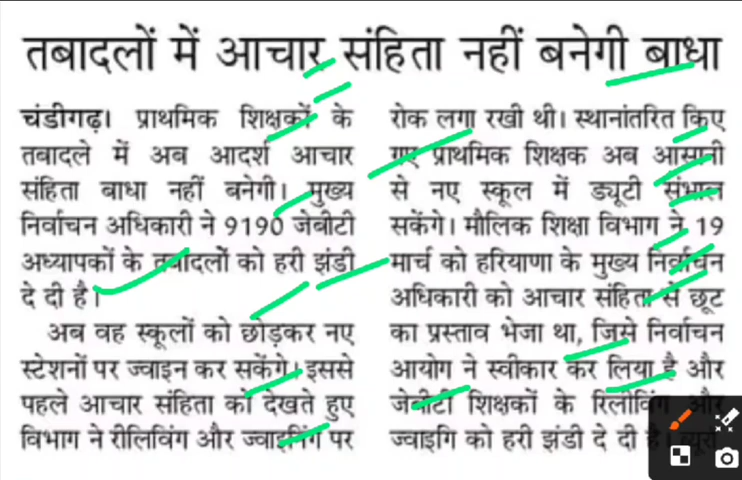 तबादलों में आचार संहिता नहीं बनेगी बाधा
चंडीगढ़। प्राथमिक शिक्षकों के
तबादले में अब आदर्श आचार
संहिता बाधा नहीं बनेगी। मुख्य
निर्वाचन अधिकारी ने 9190 जेबीटी
अध्यापकों के तबादलों को हरी झंडी
दे दी है।
अब वह स्कूलों को छोड़कर नए
स्टेशनों पर ज्वाइन कर सकेंगे। इससे
पहले आचार संहिता को देखते हुए
विभाग ने रीलिविंग और ज्वाइनिंग पर
रोक लगा रखी थी। स्थानांतरित किए
गए प्राथमिक शिक्षक अब आसानी
से नए स्कूल में ड्यूटी संभाल
सकेंगे। मौलिक शिक्षा विभाग ने 19
मार्च को हरियाणा के मुख्य निर्वाचन
अधिकारी को आचार संहिता से छूट
का प्रस्ताव भेजा था, जिसे निर्वाचन
आयोग ने स्वीकार कर लिया है और
जेबीटी शिक्षकों के रिलीविंग और
ज्वाइगि को हरी झंडी दे दी है। ब्यूरो